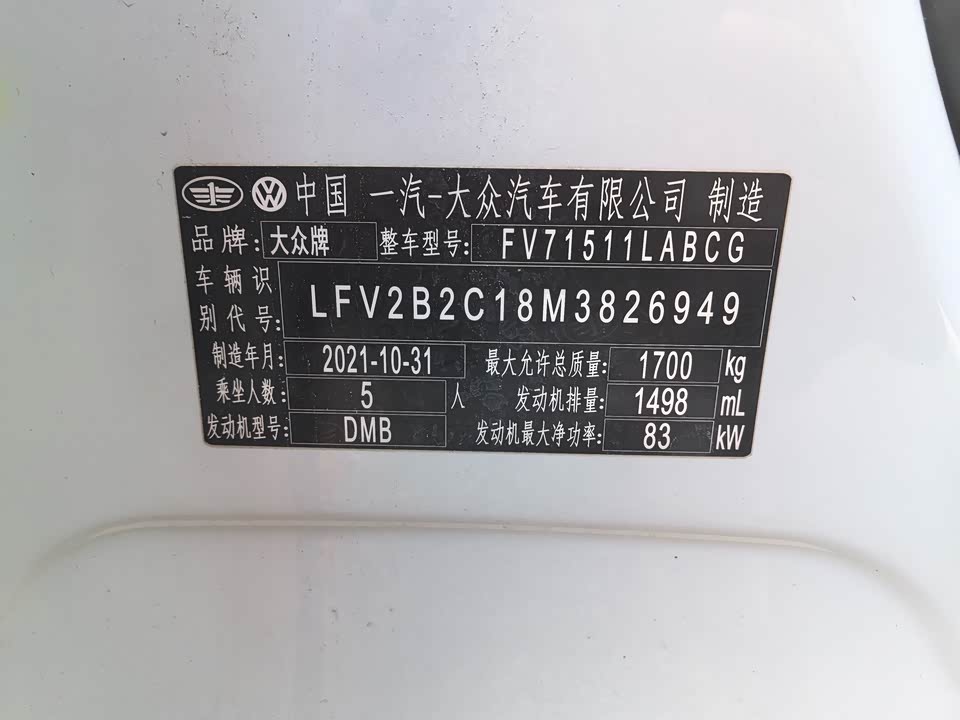 中国 一汽-大众汽车有限公司 制造
品牌: 大众牌 整车型号: FV71511LABCG
车辆识别代号: LFV2B2C18M3826949
制造年月: 2021-10-31 最大允许总质量: 1700 kg
乘坐人数: 5 人 发动机排量: 1498 mL
发动机型号: DMB 发动机最大净功率: 83 kW